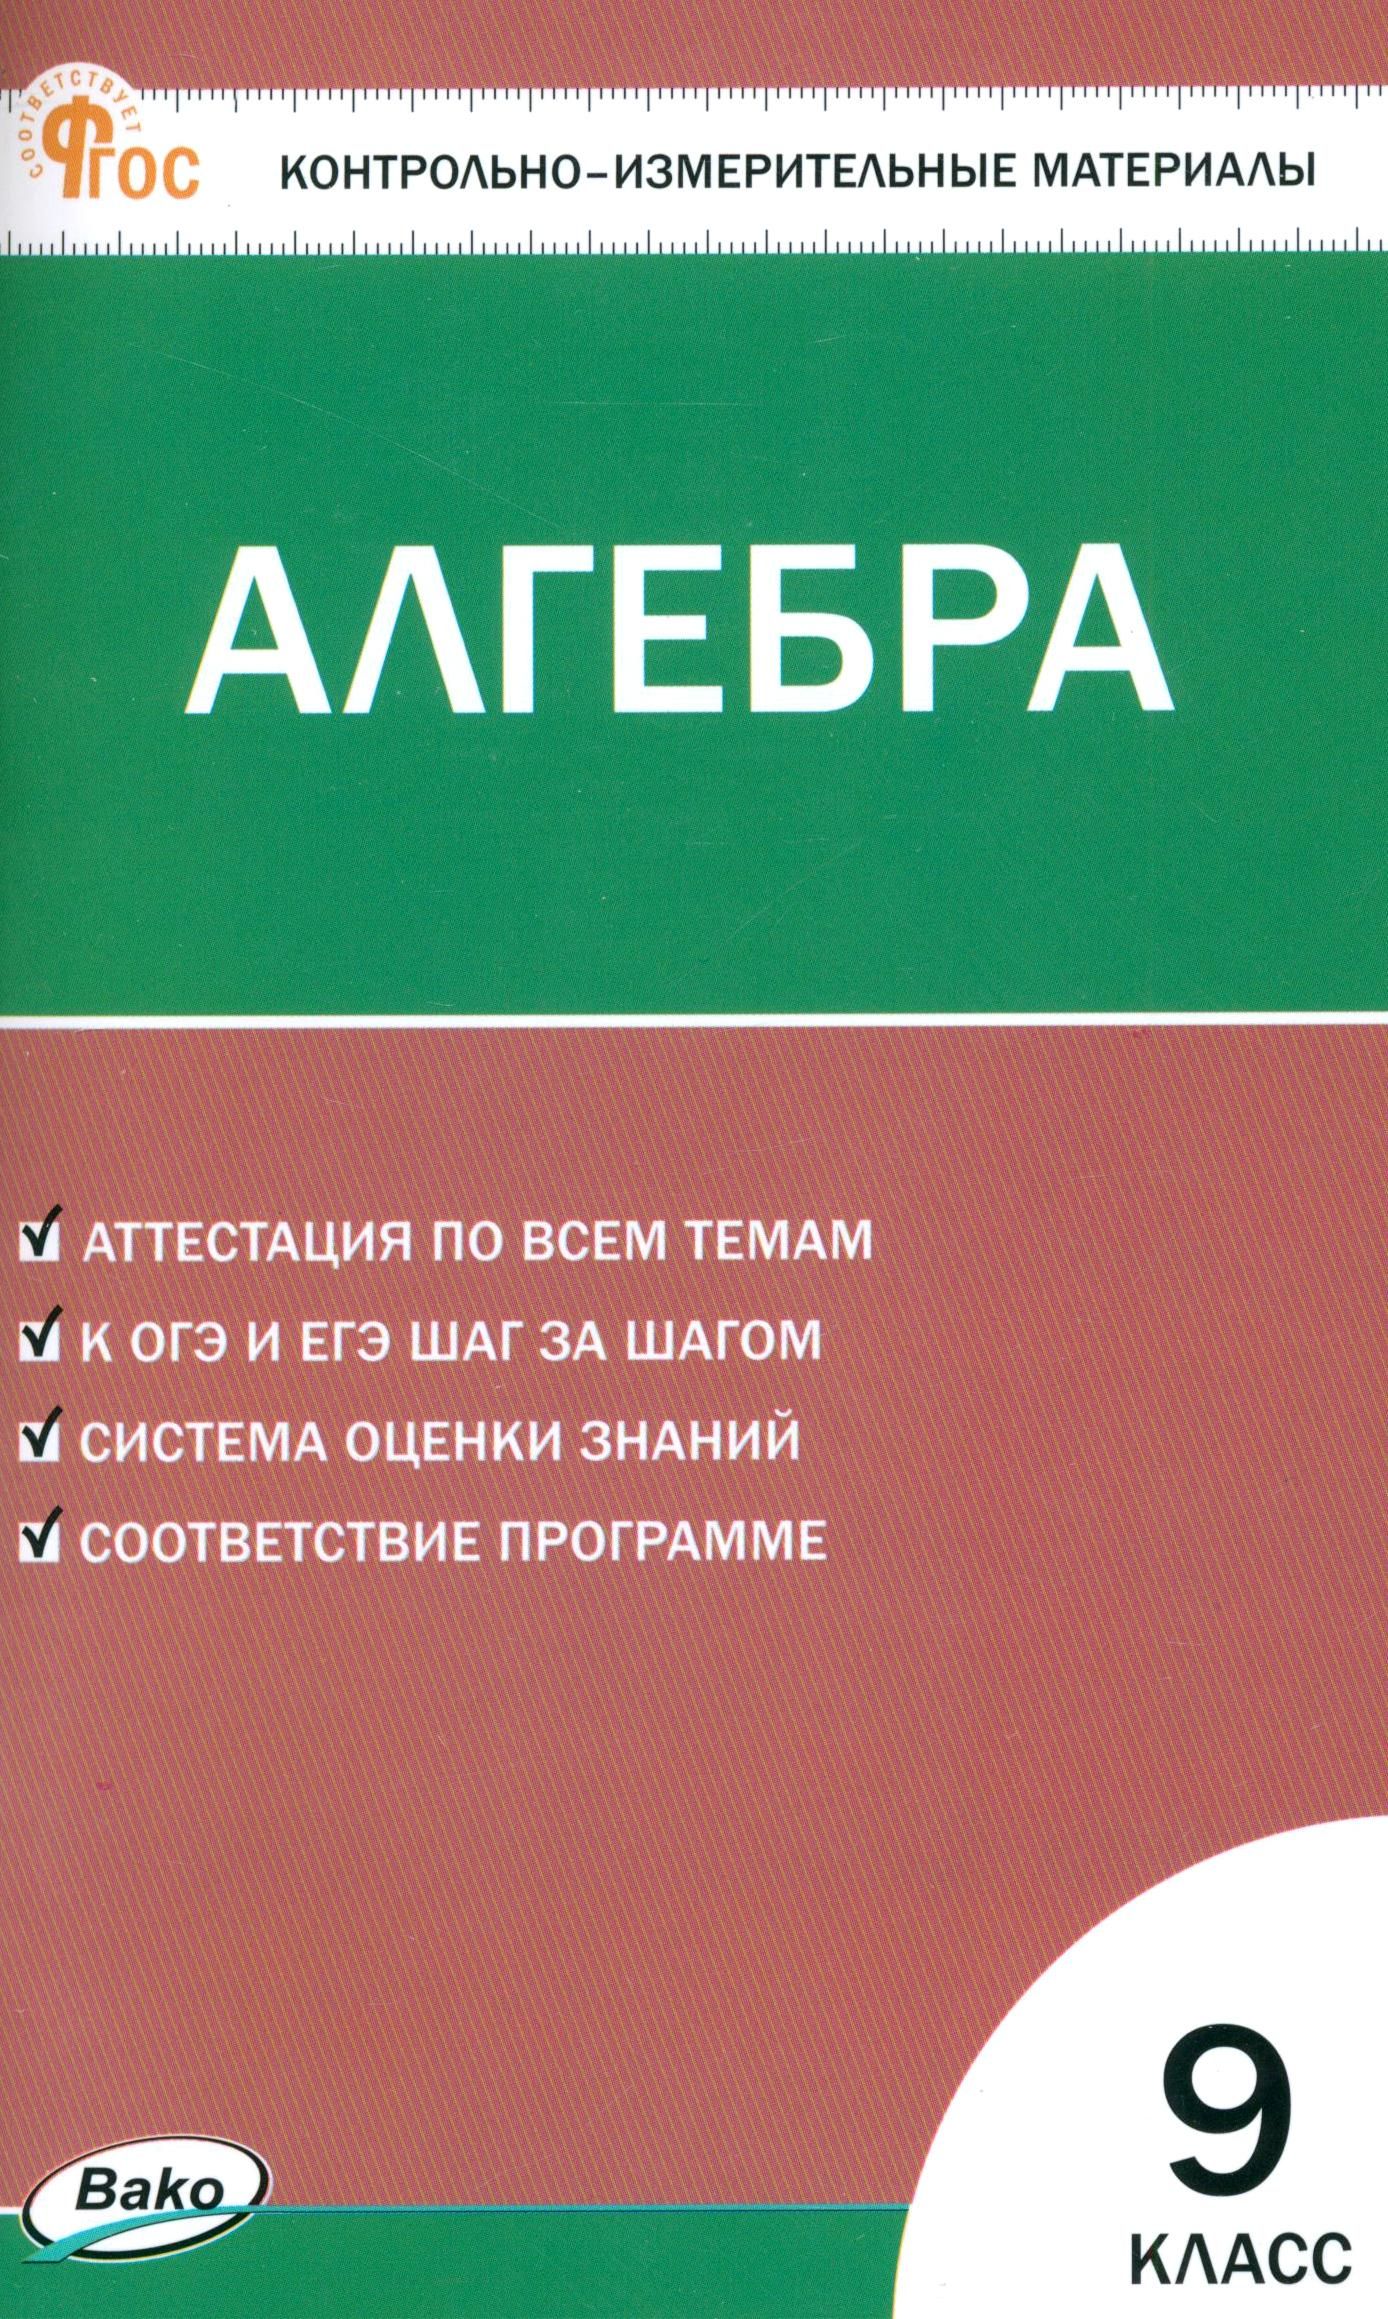 СООТВЕТСТВУЕТ
ФГОС
КОНТРОЛЬНО-ИЗМЕРИТЕЛЬНЫЕ МАТЕРИАЛЫ
АЛГЕБРА
АТТЕСТАЦИЯ ПО ВСЕМ ТЕМАМ
К ОГЭ И ЕГЭ ШАГ ЗА ШАГОМ
СИСТЕМА ОЦЕНКИ ЗНАНИЙ
СООТВЕТСТВИЕ ПРОГРАММЕ
Вако
9
КЛАСС